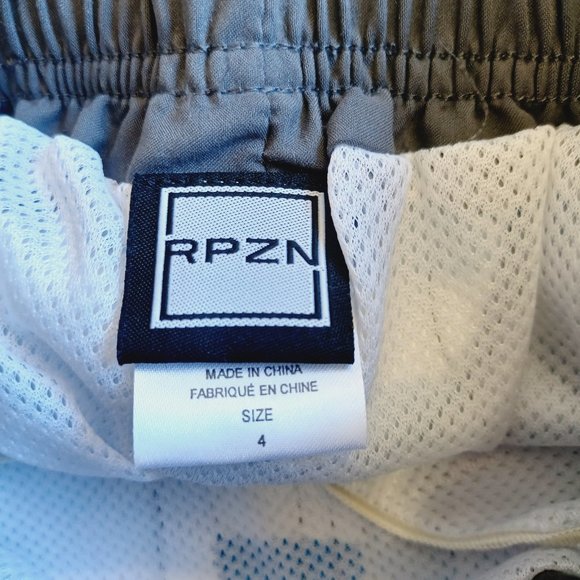 RPZN
MADE IN CHINA
FABRIQUÉ EN CHINE
SIZE
4